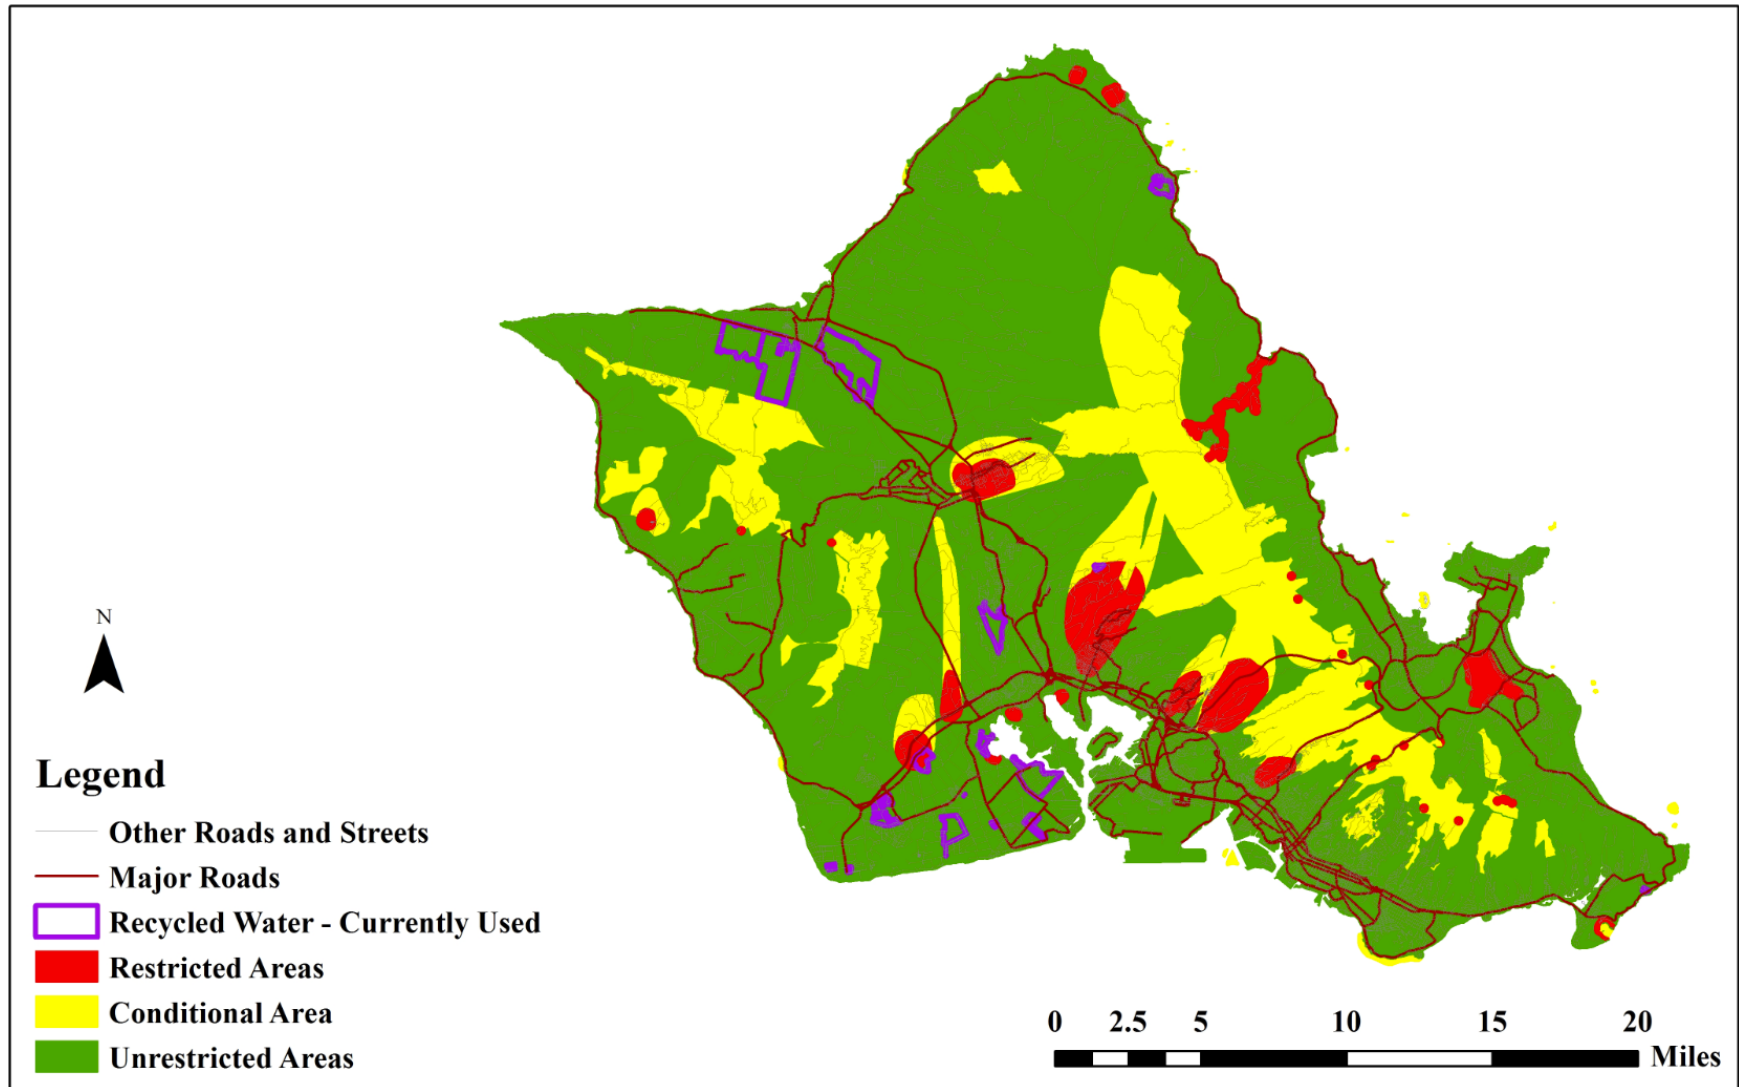 N
Legend
Other Roads and Streets
Major Roads
Recycled Water - Currently Used
Restricted Areas
Conditional Area
Unrestricted Areas
0 2.5 5 10 15 20
Miles